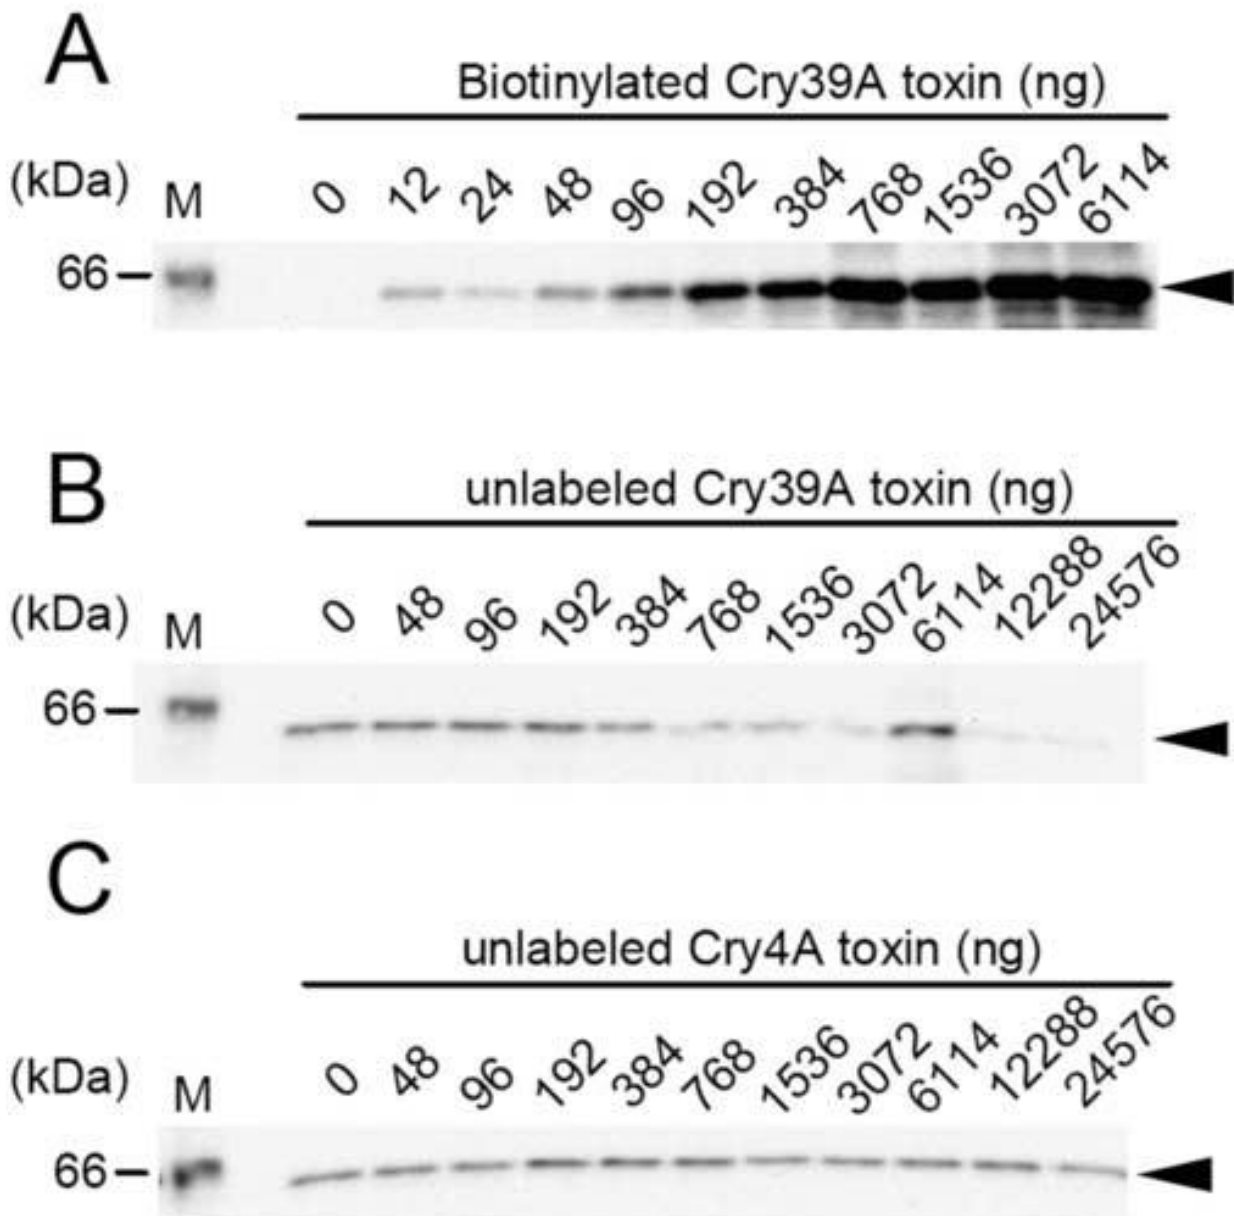 A
Biotinylated Cry39A toxin (ng)
(kDa) M 0 12 24 48 96 192 384 768 1536 3072 6114
66
B
unlabeled Cry39A toxin (ng)
(kDa) M 0 48 96 192 384 768 1536 3072 6114 12288 24576
66
C
unlabeled Cry4A toxin (ng)
(kDa) M 0 48 96 192 384 768 1536 3072 6114 12288 24576
66